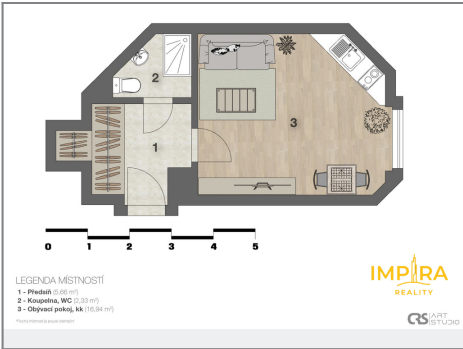 2
3
1
0 1 2 3 4 5
LEGENDA MÍSTNOSTÍ
1 - Předsíň (5,66 m²)
2 - Koupelna, WC (2,33 m²)
3 - Obývací pokoj, kk (16,94 m²)
IMPIRA
REALITY
CRS ART
STUDIO